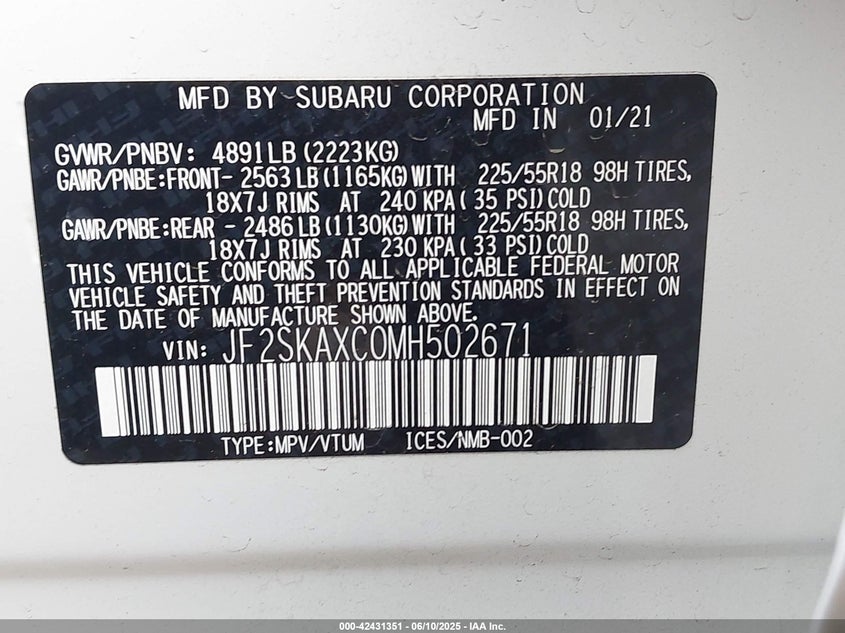 MFD BY SUBARU CORPORATION
MFD IN 01/21
GVWR/PNBV: 4891LB(2223KG)
GAWR/PNBE:FRONT- 2563LB(1165KG)WITH 225/55R18 98H TIRES,
18X7J RIMS AT 240 KPA( 35 PSI)COLD
GAWR/PNBE:REAR - 2486LB(1130KG)WITH 225/55R18 98H TIRES,
18X7J RIMS AT 230 KPA( 33 PSI)COLD
THIS VEHICLE CONFORMS TO ALL APPLICABLE FEDERAL MOTOR
VEHICLE SAFETY AND THEFT PREVENTION STANDARDS IN EFFECT ON
THE DATE OF MANUFACTURE SHOWN ABOVE.
VIN: JF2SKAXC0MH502671
TYPE:MPV/VTUM ICES/NMB-002
000-42431351 - 06/10/2025 - IAA Inc.